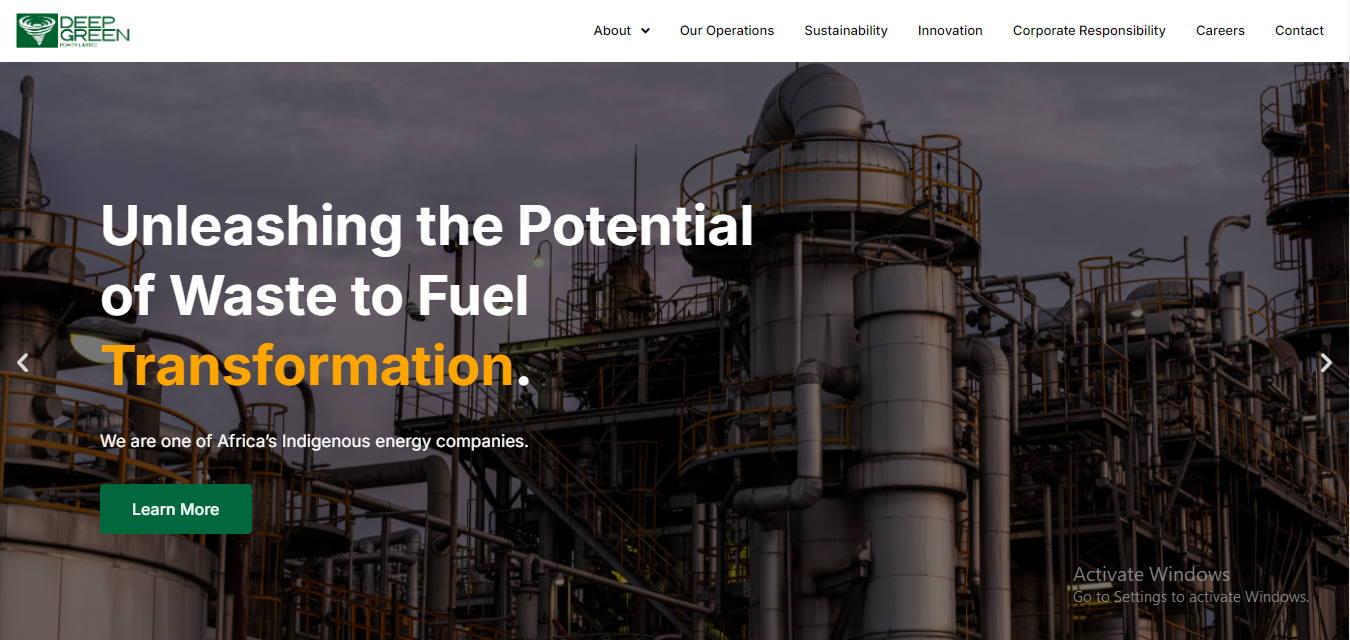 DEEP
GREEN
POWER LIMITED
About
Our Operations
Sustainability
Innovation
Corporate Responsibility
Careers
Contact
Unleashing the Potential
of Waste to Fuel
Transformation.
We are one of Africa's Indigenous energy companies.
Learn More
Activate Windows
Go to Settings to activate Windows.